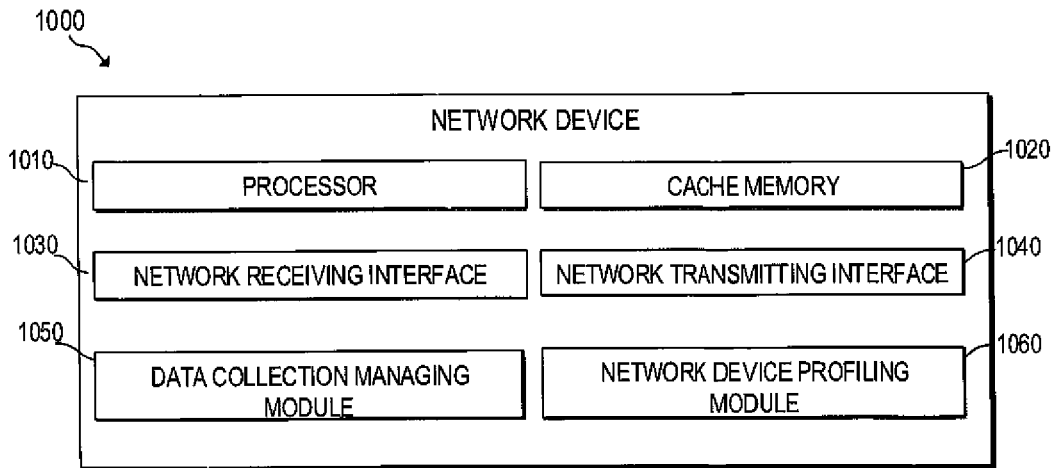 1000
NETWORK DEVICE
1010
PROCESSOR
CACHE MEMORY
1020
1030
NETWORK RECEIVING INTERFACE
NETWORK TRANSMITTING INTERFACE
1040
1050
DATA COLLECTION MANAGING
MODULE
NETWORK DEVICE PROFILING
MODULE
1060